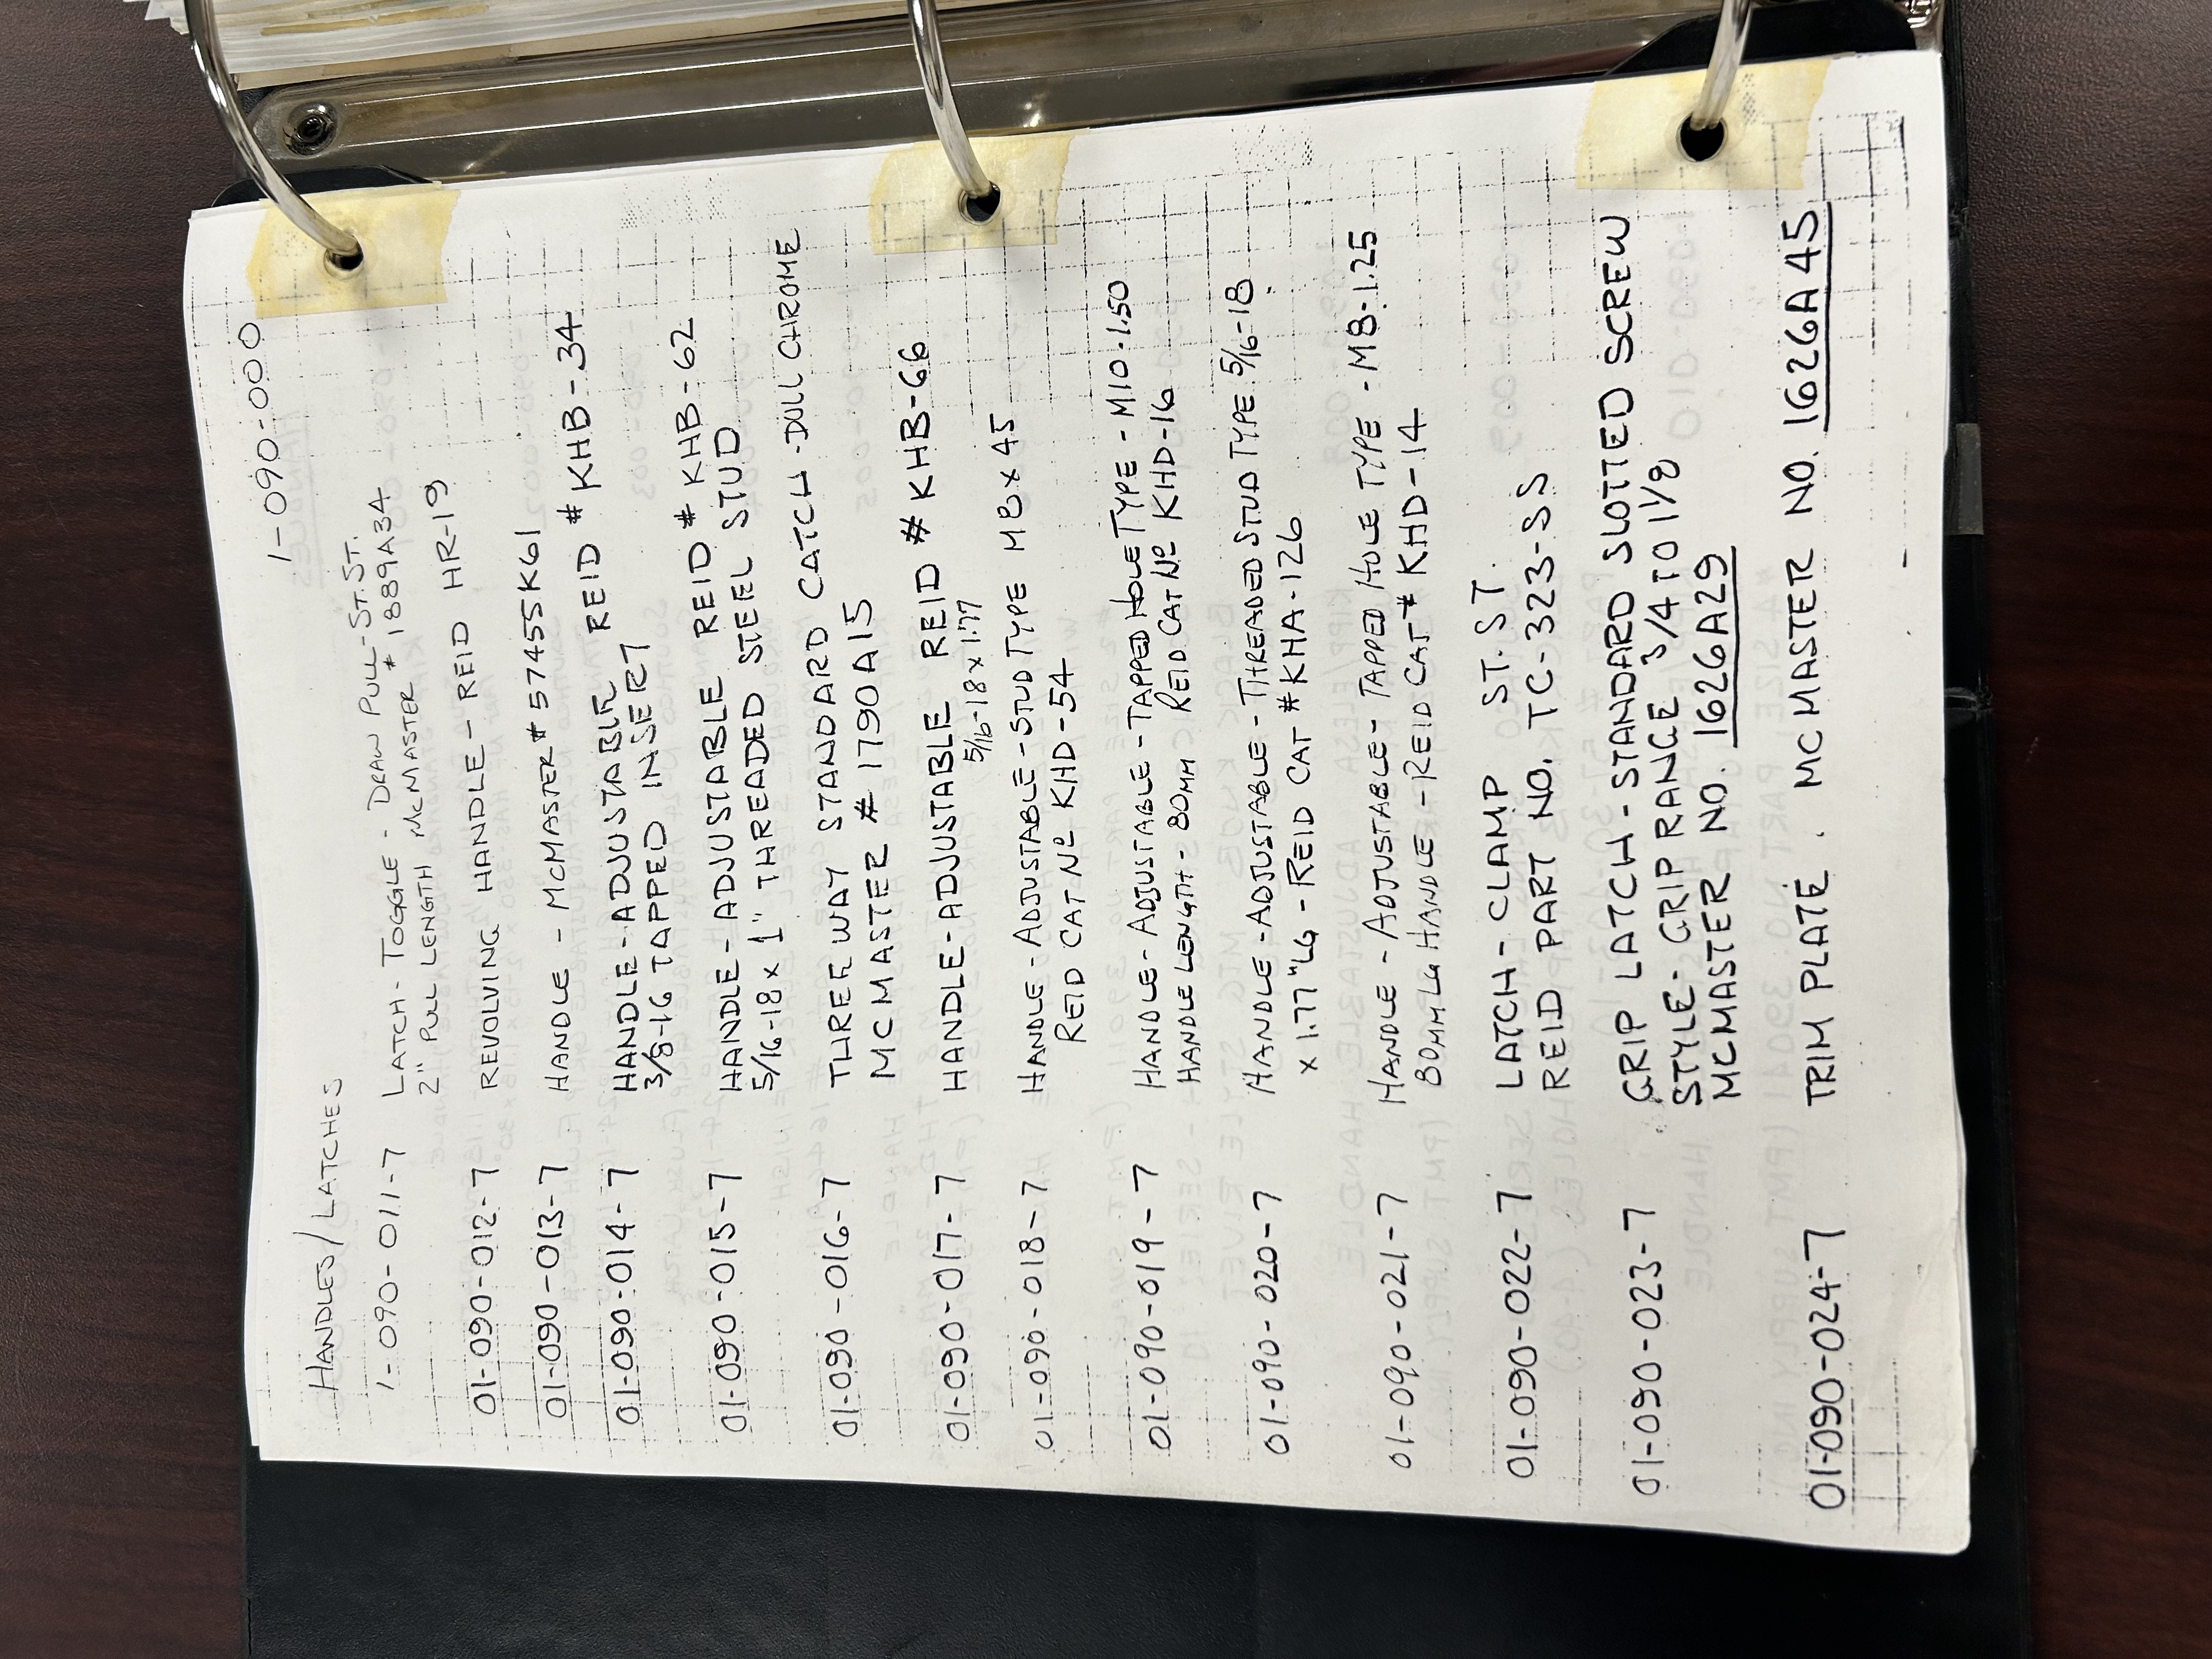 1-090-000
HANDLES/LATCHES
1-090-011-7 LATCH-TOGGLE - DRAW PULL-ST.ST.
2" PULL LENGTH MCMASTER # 1889A34
01-090-012-7 REVOLVING HANDLE - REID HR-19
01-090-013-7 HANDLE - MCMASTER # 57455K61
01-090-014-7 HANDLE-ADJUSTABLE REID # KHB-34
3/8-16 TAPPED INSERT
01-090-015-7 HANDLE-ADJUSTABLE REID # KHB-62
5/16-18 x 1" THREADED STEEL STUD
01-090-016-7 THREE WAY STANDARD CATCH -DULL CHROME
MCMASTER # 1790A15
01-090-017-7 HANDLE-ADJUSTABLE REID # KHB-66
5/16-18 x 1.77
01-090-018-7 HANDLE-ADJUSTABLE-STUD TYPE M8 x 45
REID CAT Nº KHD-54
01-090-019-7 HANDLE-ADJUSTABLE-TAPPED HOLE TYPE - M10-1.50
HANDLE LENGTH - 80MM REID CAT Nº KHD-16
01-090-020-7 HANDLE-ADJUSTABLE-THREADED STUD TYPE 5/16-18
x 1.77" LG - REID CAT # KHA-126
01-090-021-7 HANDLE-ADJUSTABLE-TAPPED HOLE TYPE - M8-1.25
80MM LG HANDLE - REID CAT # KHD-14
01-090-022-7 LATCH-CLAMP ST. ST.
REID PART NO. TC-323-SS
01-090-023-7 GRIP LATCH-STANDARD SLOTTED SCREW
STYLE-GRIP RANGE 3/4 TO 1 1/8
MCMASTER NO. 1626A29
01-090-024-7 TRIM PLATE. MCMASTER NO. 1626A45